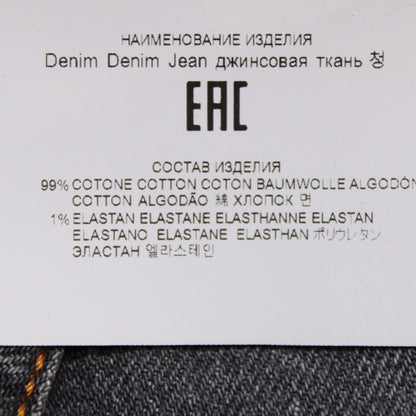 НАИМЕНОВАНИЕ ИЗДЕЛИЯ
Denim Denim Jean джинсовая ткань 청
EAC
СОСТАВ ИЗДЕЛИЯ
99% COTONE COTTON COTON BAUMWOLLE ALGODÓN
COTTON ALGODÃO 綿 ХЛОПОК 면
1% ELASTAN ELASTANE ELASTHANNE ELASTAN
ELASTANO ELASTANE ELASTHAN ポリウレタン
ЭЛАСТАН 엘라스테인